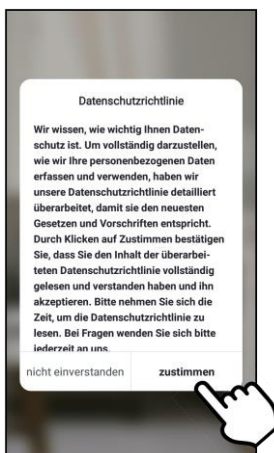 Datenschutzrichtlinie
Wir wissen, wie wichtig Ihnen Daten-
schutz ist. Um vollständig darzustellen,
wie wir Ihre personenbezogenen Daten
erfassen und verwenden, haben wir
unsere Datenschutzrichtlinie detailliert
überarbeitet, damit sie den neuesten
Gesetzen und Vorschriften entspricht.
Durch Klicken auf Zustimmen bestätigen
Sie, dass Sie den Inhalt der überarbei-
teten Datenschutzrichtlinie vollständig
gelesen und verstanden haben und ihn
akzeptieren. Bitte nehmen Sie sich die
Zeit, um die Datenschutzrichtlinie zu
lesen. Bei Fragen wenden Sie sich bitte
jederzeit an uns.
nicht einverstanden
zustimmen